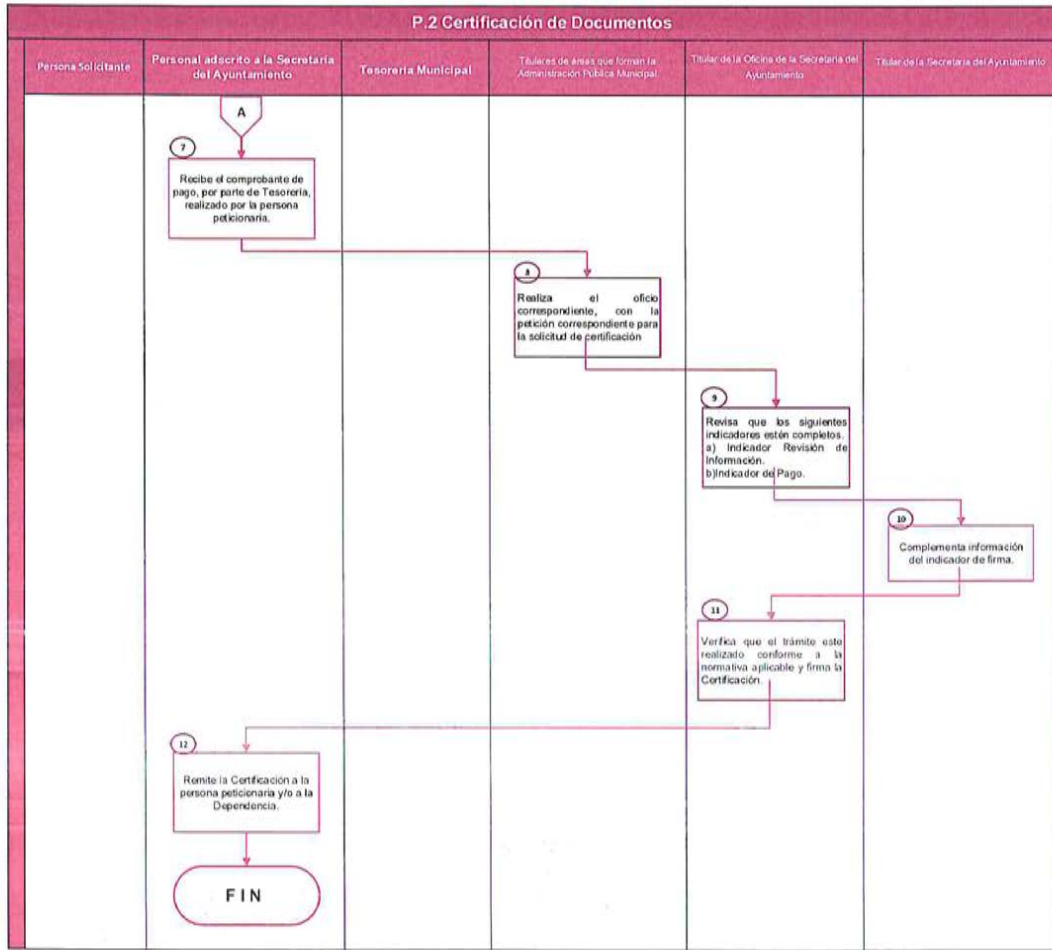 P.2 Certificación de Documentos
Persona Solicitante
Personal adscrito a la Secretaría
del Ayuntamiento
Tesorería Municipal
Titulares de áreas que forman la
Administración Pública Municipal
Titular de la Oficina de la Secretaría del
Ayuntamiento
Titular de la Secretaría del Ayuntamiento
A
7
Recibe el comprobante de
pago, por parte de Tesorería,
realizado por la persona
peticionaria.
8
Realiza el oficio
correspondiente, con la
petición correspondiente para
la solicitud de certificación
9
Revisa que los siguientes
indicadores estén completos.
a) Indicador Revisión de
Información.
b)Indicador de Pago.
10
Complementa información
del indicador de firma.
11
Verfica que el trámite este
realizado conforme a la
normativa aplicable y firma la
Certificación.
12
Remite la Certificación a la
persona peticionaria y/o a la
Dependencia.
FIN